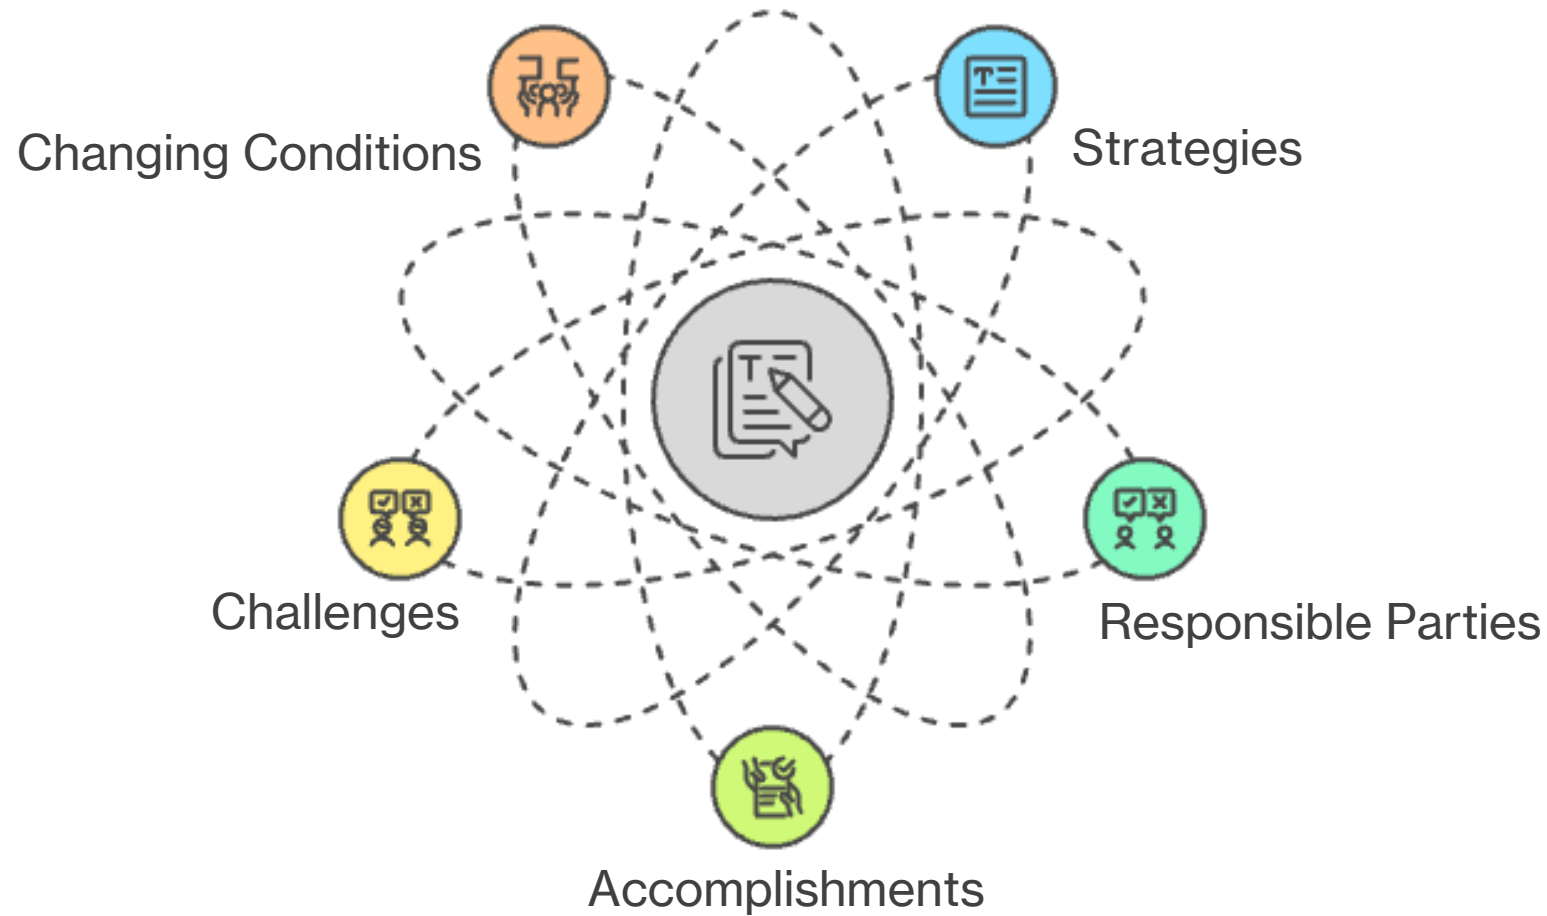 Changing Conditions
Strategies
Challenges
Responsible Parties
Accomplishments